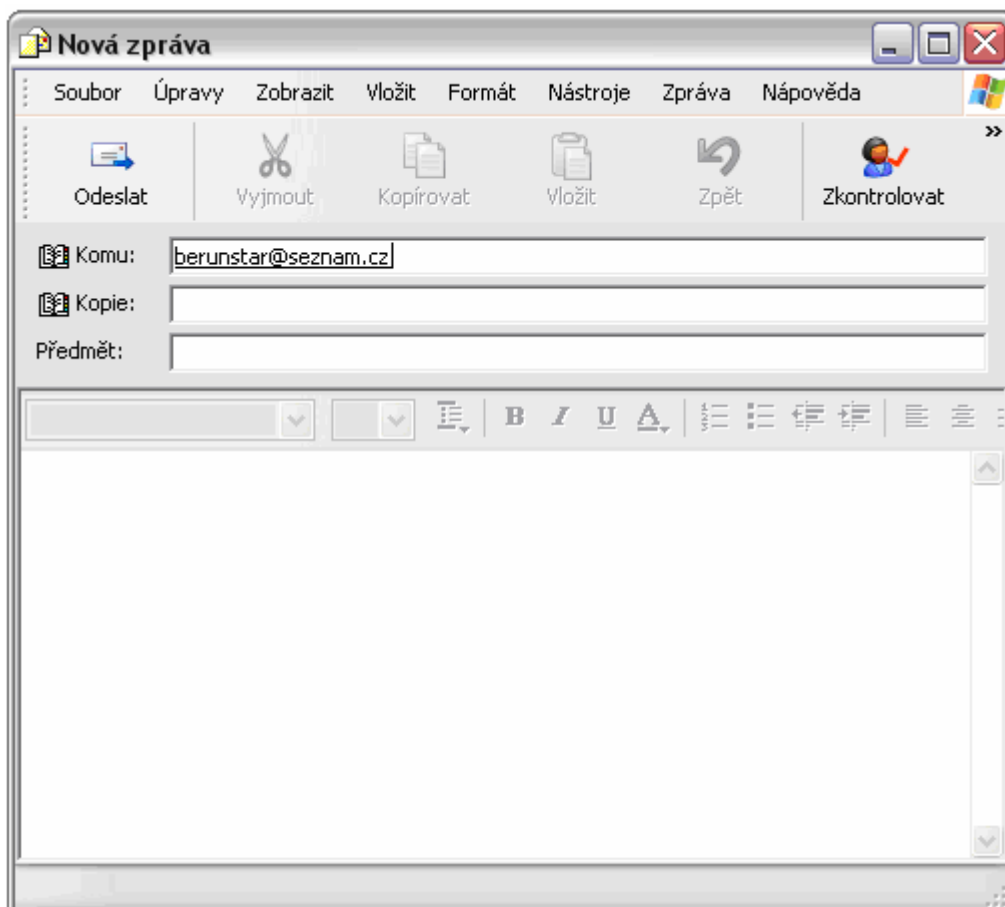 Nová zpráva
Soubor Úpravy Zobrazit Vložit Formát Nástroje Zpráva Nápověda
Odeslat Vyjmout Kopírovat Vložit Zpět Zkontrolovat
Komu: berunstar@seznam.cz
Kopie:
Předmět:
B I U A